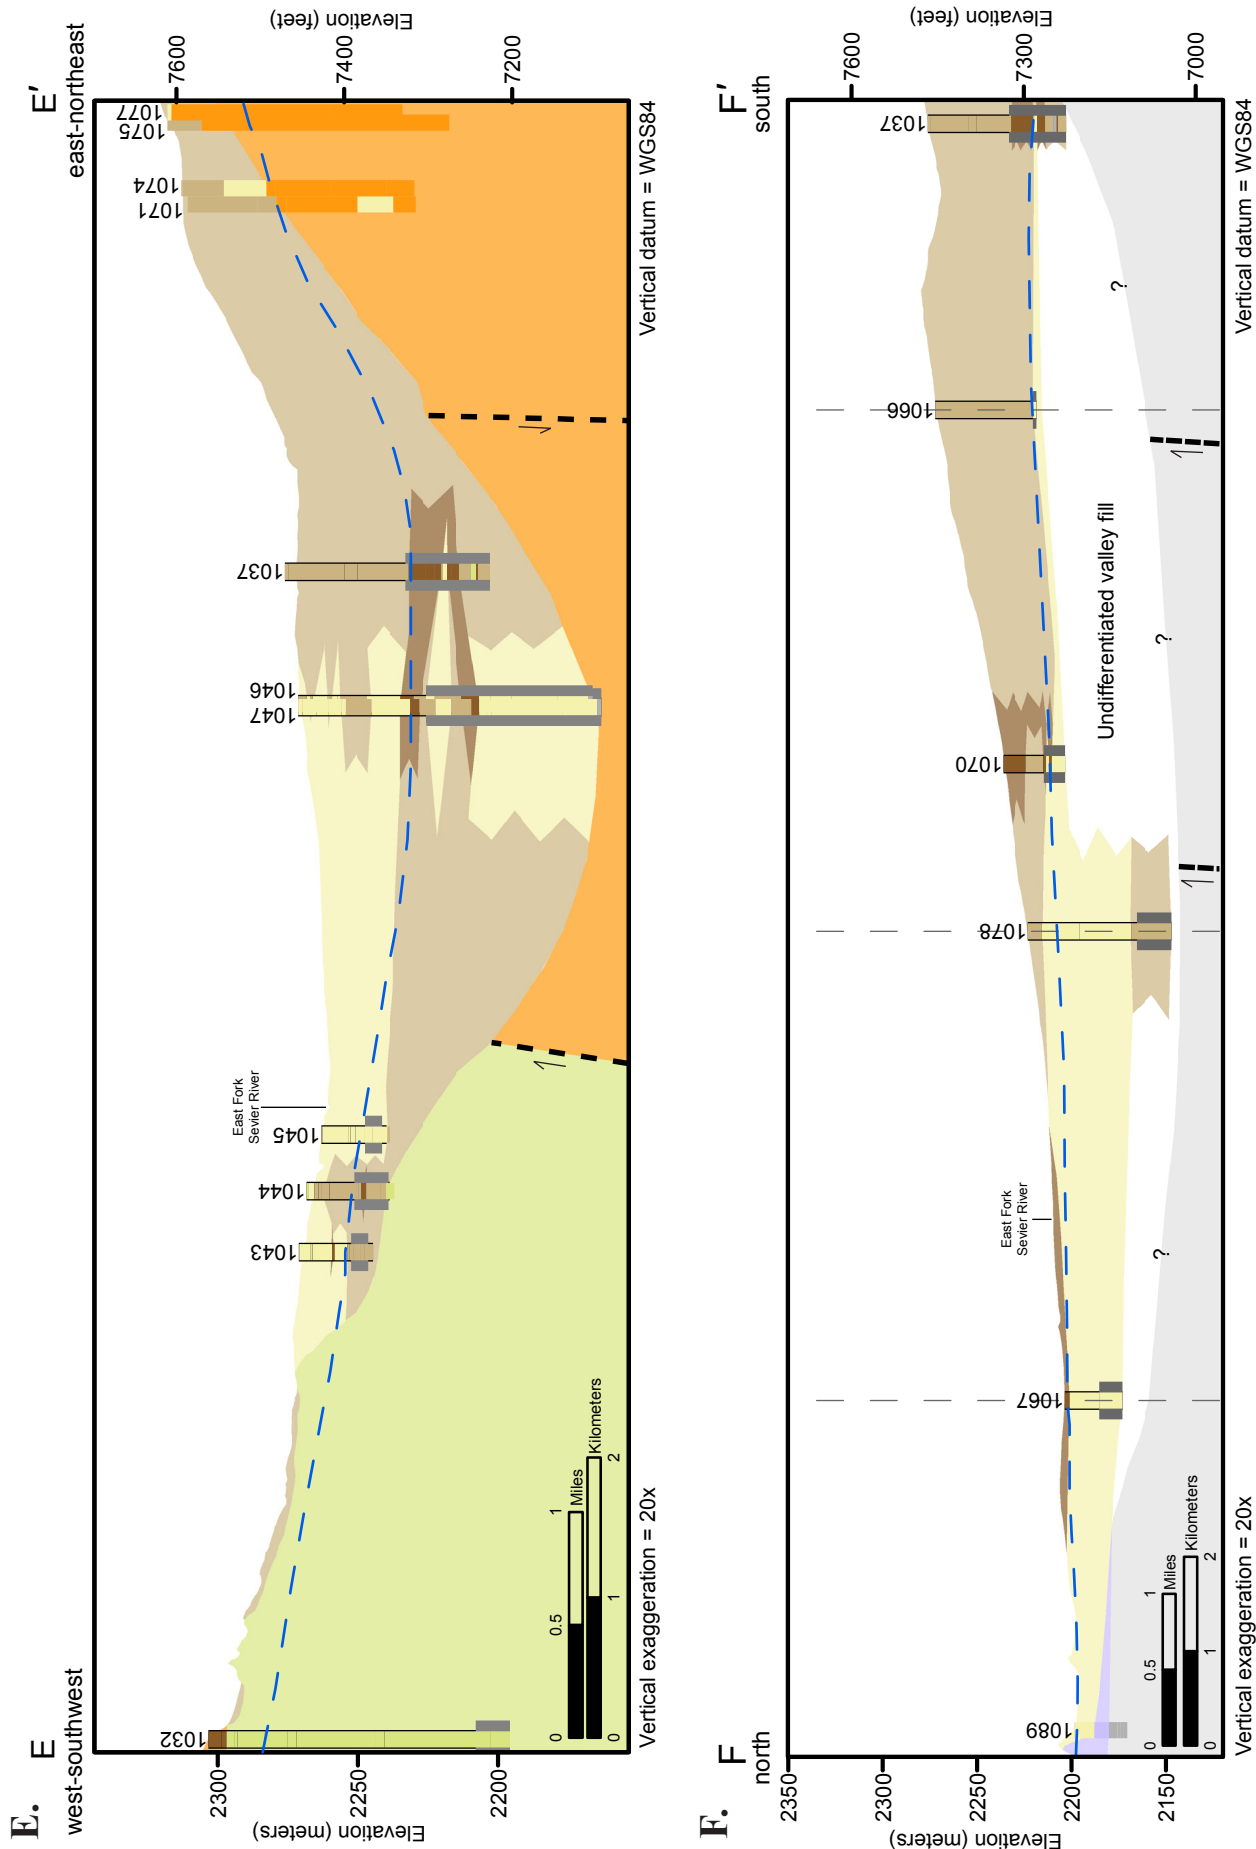 E.
E
west-southwest
E'
east-northeast
Elevation (meters)
2300
2250
2200
Elevation (feet)
7600
7400
7200
1032
1043
1044
1045
East Fork
Sevier River
1047
1046
1037
1071
1074
1075
1077
0 0.5 1
Miles
Kilometers
0 1 2
Vertical exaggeration = 20x
Vertical datum = WGS84
F.
F
north
F'
south
Elevation (meters)
2350
2300
2250
2200
2150
Elevation (feet)
7600
7300
7000
1089
1067
East Fork
Sevier River
1078
1070
1066
1037
Undifferentiated valley fill
?
?
?
0 0.5 1
Miles
Kilometers
0 1 2
Vertical exaggeration = 20x
Vertical datum = WGS84